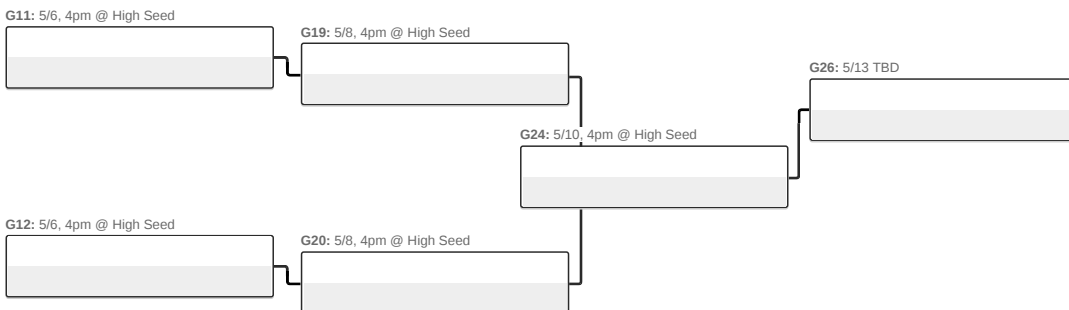 G11: 5/6, 4pm @ High Seed
G19: 5/8, 4pm @ High Seed
G26: 5/13 TBD
G24: 5/10, 4pm @ High Seed
G12: 5/6, 4pm @ High Seed
G20: 5/8, 4pm @ High Seed